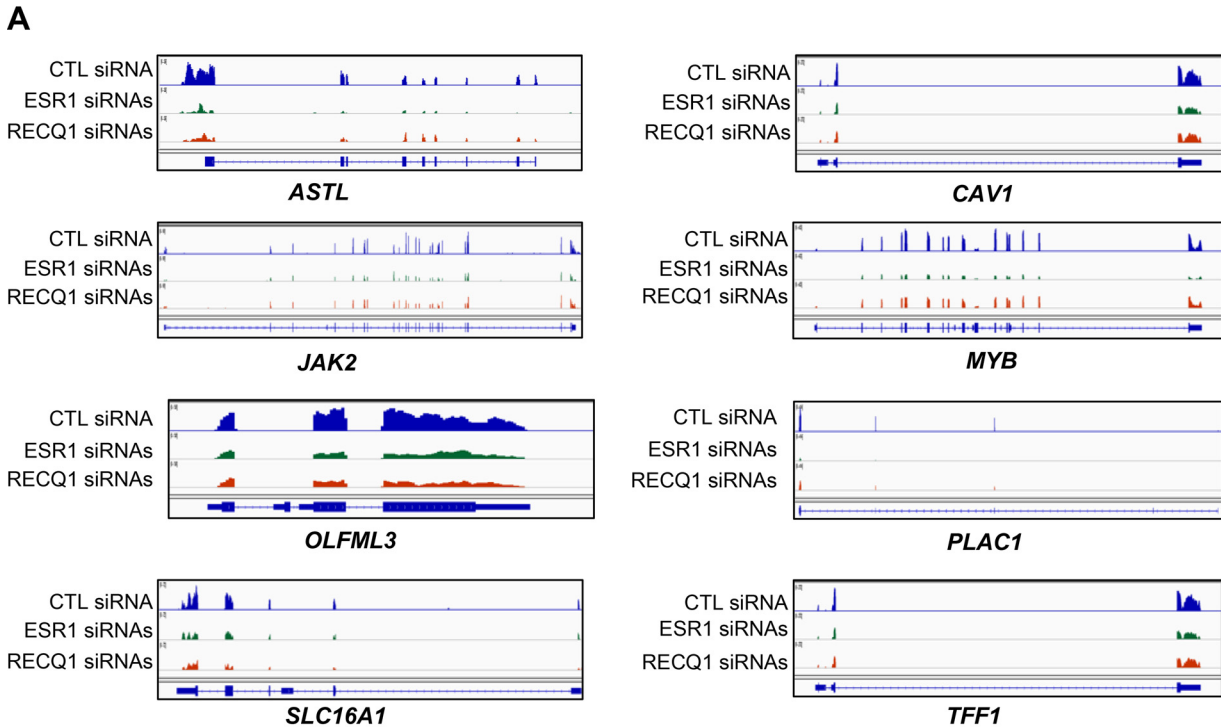 A
CTL siRNA
ESR1 siRNAs
RECQ1 siRNAs
ASTL
CTL siRNA
ESR1 siRNAs
RECQ1 siRNAs
CAV1
CTL siRNA
ESR1 siRNAs
RECQ1 siRNAs
JAK2
CTL siRNA
ESR1 siRNAs
RECQ1 siRNAs
MYB
CTL siRNA
ESR1 siRNAs
RECQ1 siRNAs
OLFML3
CTL siRNA
ESR1 siRNAs
RECQ1 siRNAs
PLAC1
CTL siRNA
ESR1 siRNAs
RECQ1 siRNAs
SLC16A1
CTL siRNA
ESR1 siRNAs
RECQ1 siRNAs
TFF1